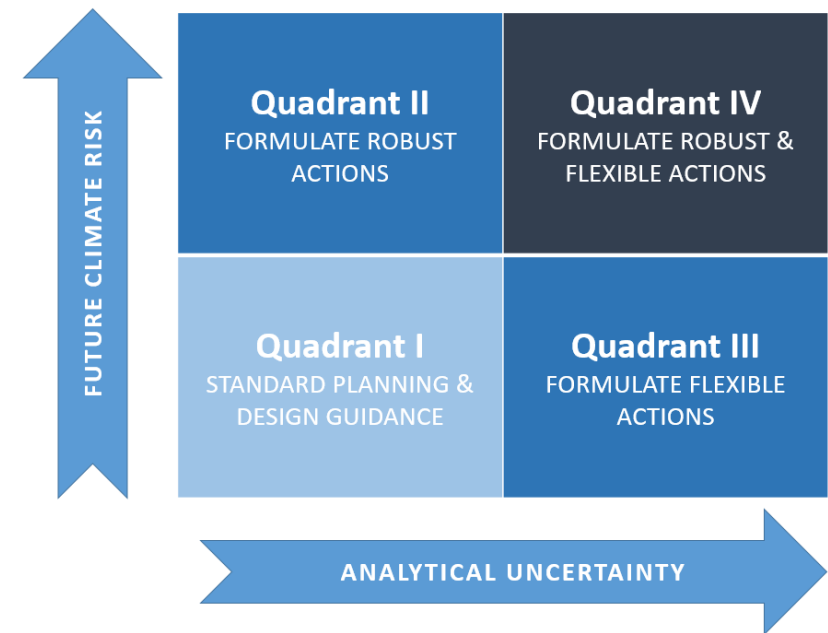 FUTURE CLIMATE RISK
Quadrant II
FORMULATE ROBUST
ACTIONS
Quadrant IV
FORMULATE ROBUST &
FLEXIBLE ACTIONS
Quadrant I
STANDARD PLANNING &
DESIGN GUIDANCE
Quadrant III
FORMULATE FLEXIBLE
ACTIONS
ANALYTICAL UNCERTAINTY